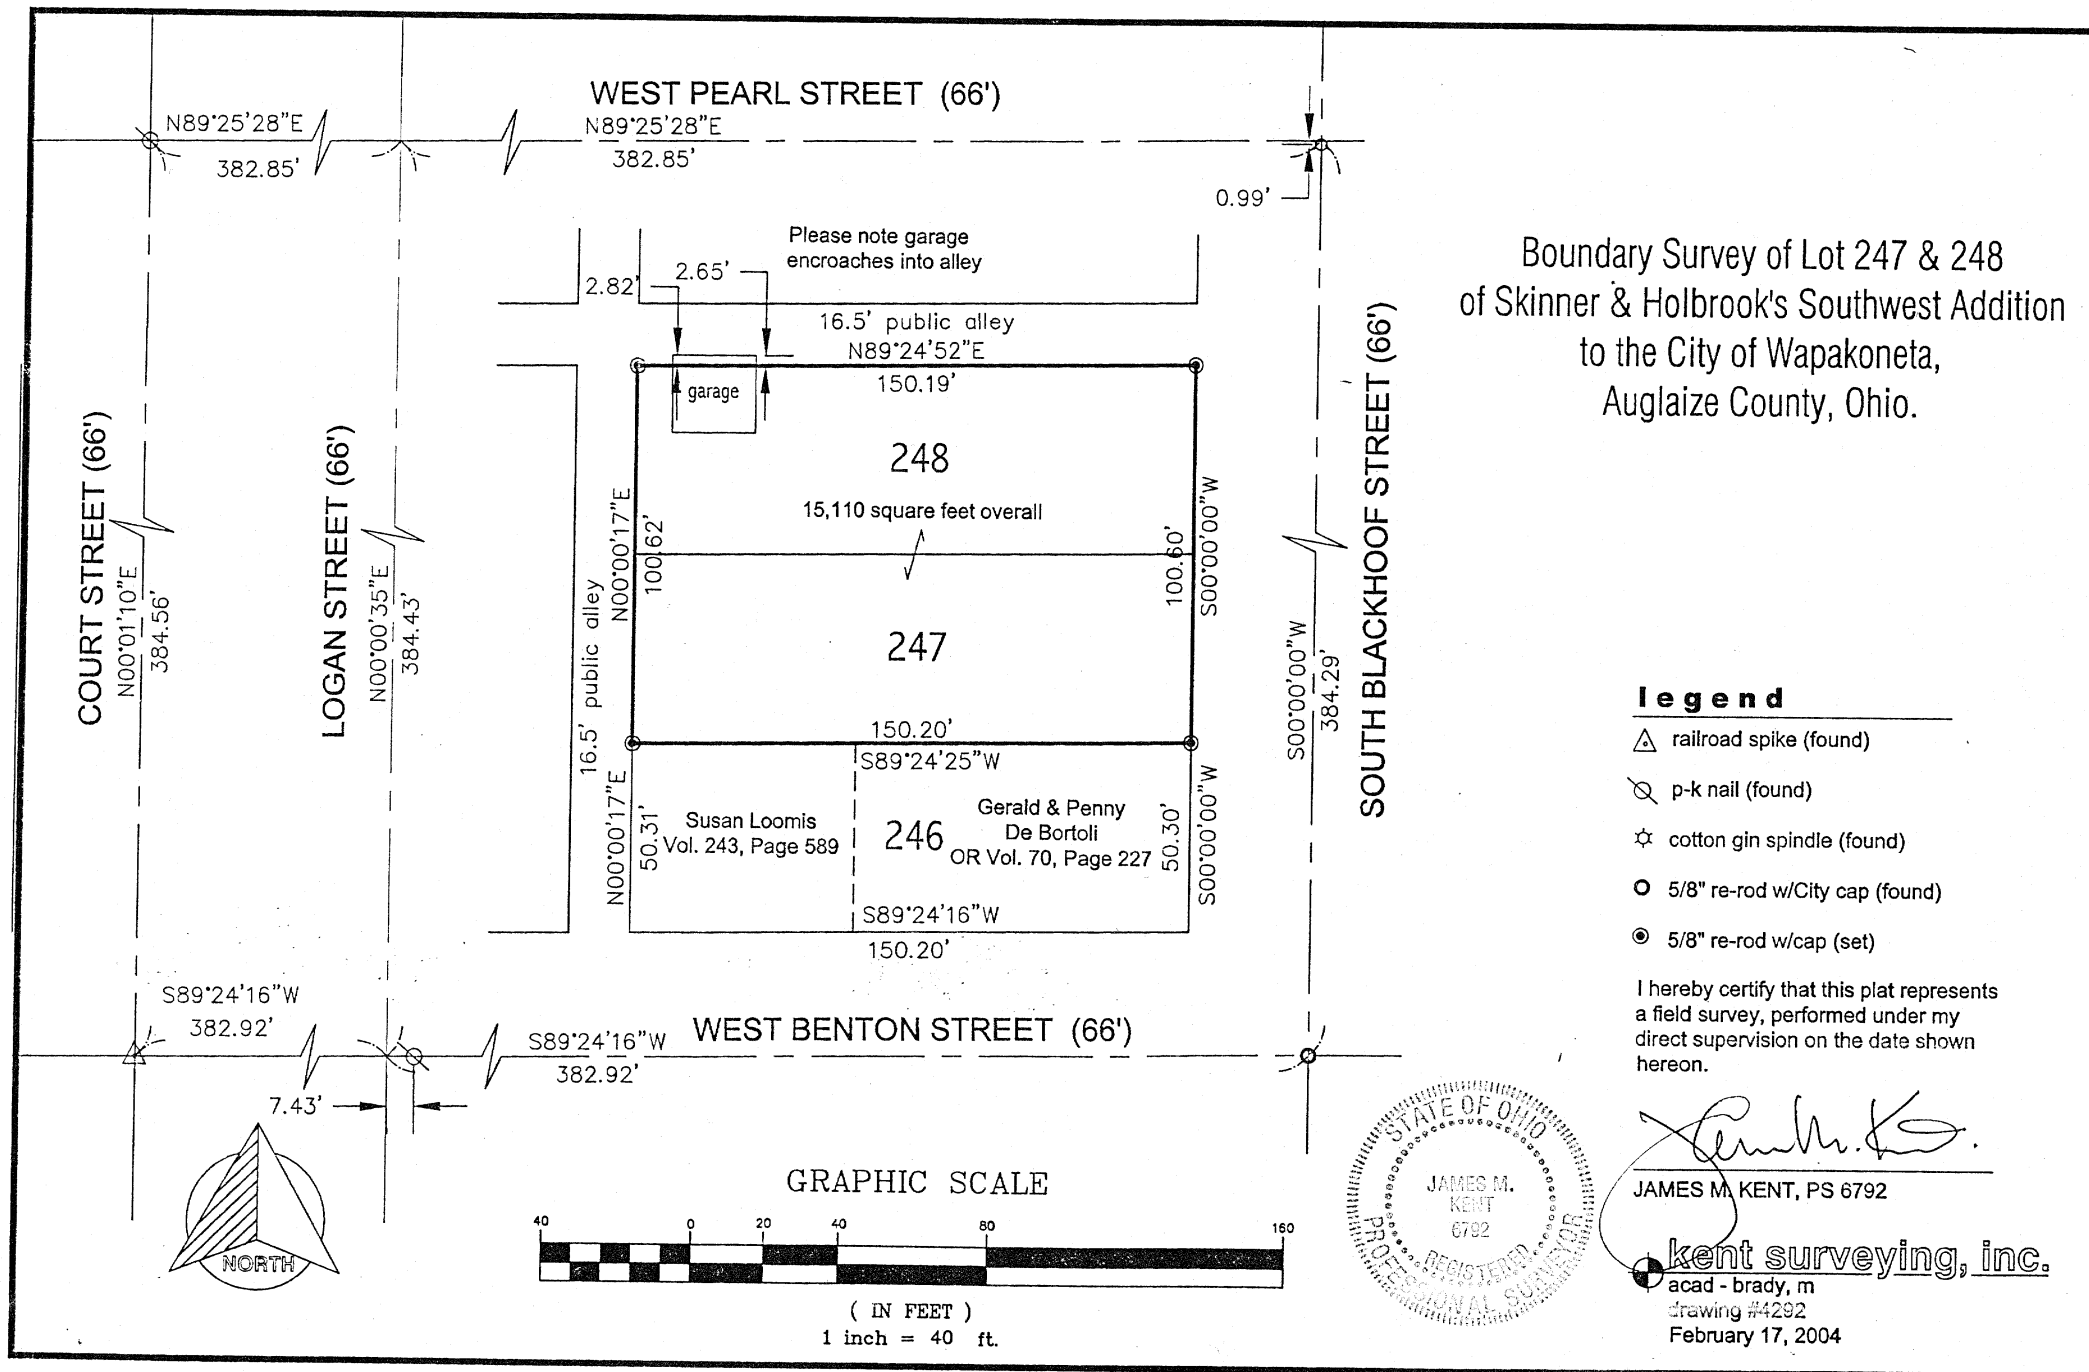 WEST PEARL STREET (66')
N89°25'28"E
382.85'
N89°25'28"E
382.85'
0.99'
Please note garage
encroaches into alley
2.82'
2.65'
16.5' public alley
N89°24'52"E
150.19'
garage
248
15,110 square feet overall
N00°00'17"E
100.62'
100.60'
S00°00'00"W
247
16.5' public alley
150.20'
S89°24'25"W
N00°00'17"E
50.31'
Susan Loomis
Vol. 243, Page 589
246
Gerald & Penny
De Bortoli
OR Vol. 70, Page 227
50.30'
S00°00'00"W
S89°24'16"W
150.20'
COURT STREET (66')
N00°01'10"E
384.56'
LOGAN STREET (66')
N00°00'35"E
384.43'
S00°00'00"W
384.29'
SOUTH BLACKHOOF STREET (66')
S89°24'16"W
382.92'
S89°24'16"W
382.92'
WEST BENTON STREET (66')
7.43'
NORTH
GRAPHIC SCALE
40 0 20 40 80 160
( IN FEET )
1 inch = 40 ft.
Boundary Survey of Lot 247 & 248
of Skinner & Holbrook's Southwest Addition
to the City of Wapakoneta,
Auglaize County, Ohio.
legend
railroad spike (found)
p-k nail (found)
cotton gin spindle (found)
5/8" re-rod w/City cap (found)
5/8" re-rod w/cap (set)
I hereby certify that this plat represents
a field survey, performed under my
direct supervision on the date shown
hereon.
JAMES M. KENT, PS 6792
STATE OF OHIO
JAMES M.
KENT
6792
REGISTERED
PROFESSIONAL SURVEYOR
kent surveying, inc.
acad - brady, m
drawing #4292
February 17, 2004